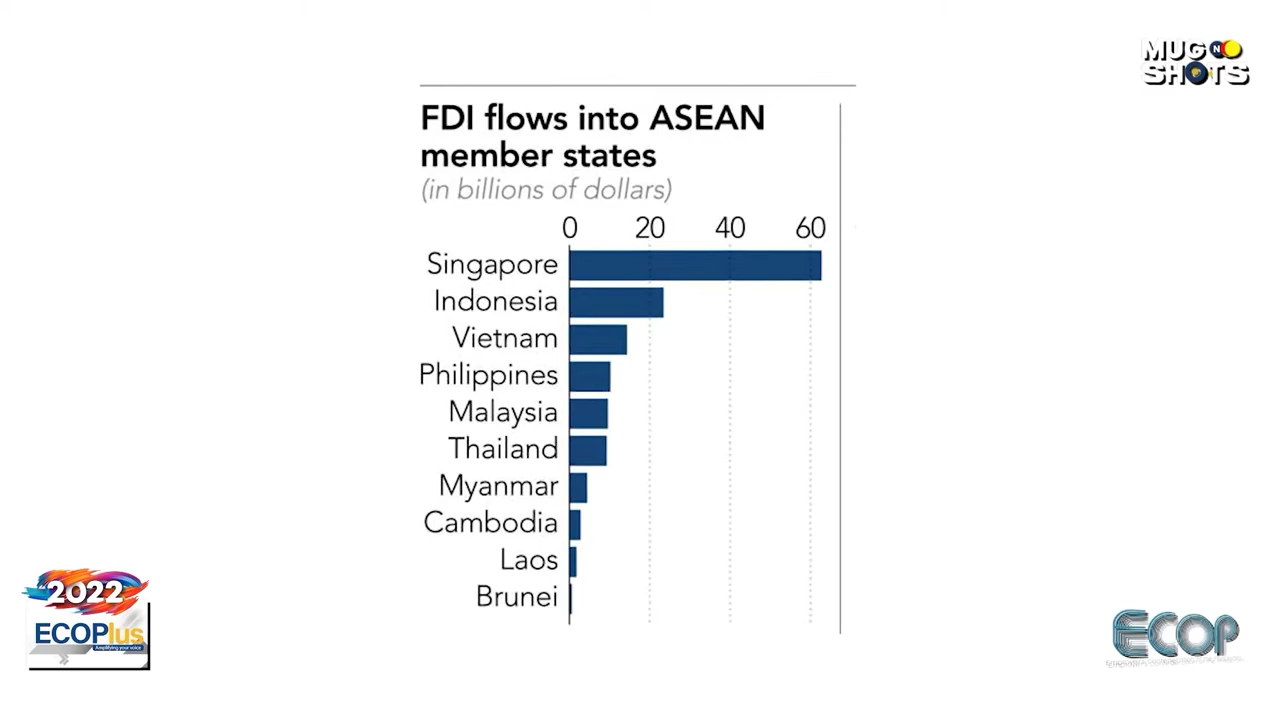 MUG N
SHOTS
FDI flows into ASEAN
member states
(in billions of dollars)
0 20 40 60
Singapore
Indonesia
Vietnam
Philippines
Malaysia
Thailand
Myanmar
Cambodia
Laos
Brunei
2022
ECOPlus
Amplifying your voice
ECOP